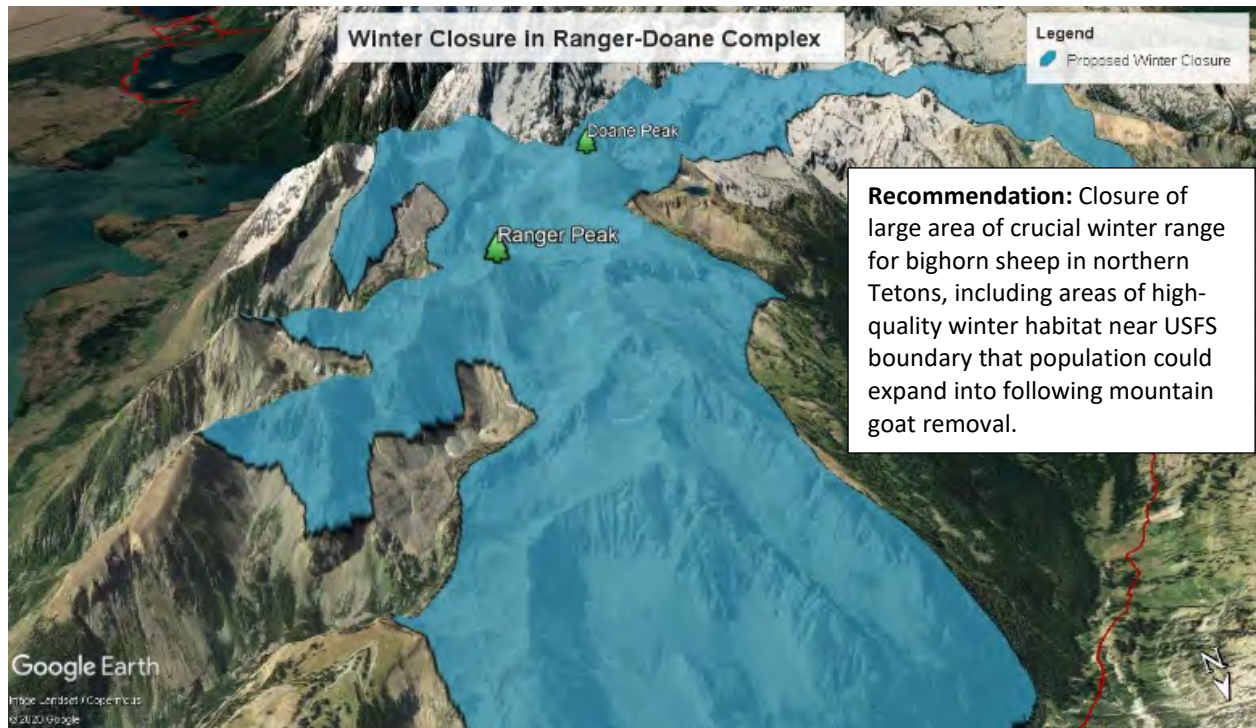 Winter Closure in Ranger-Doane Complex
Legend
Proposed Winter Closure
Doane Peak
Ranger Peak
Recommendation: Closure of
large area of crucial winter range
for bighorn sheep in northern
Tetons, including areas of high-
quality winter habitat near USFS
boundary that population could
expand into following mountain
goat removal.
Google Earth
Image Landsat / Copernicus
© 2020 Google
N